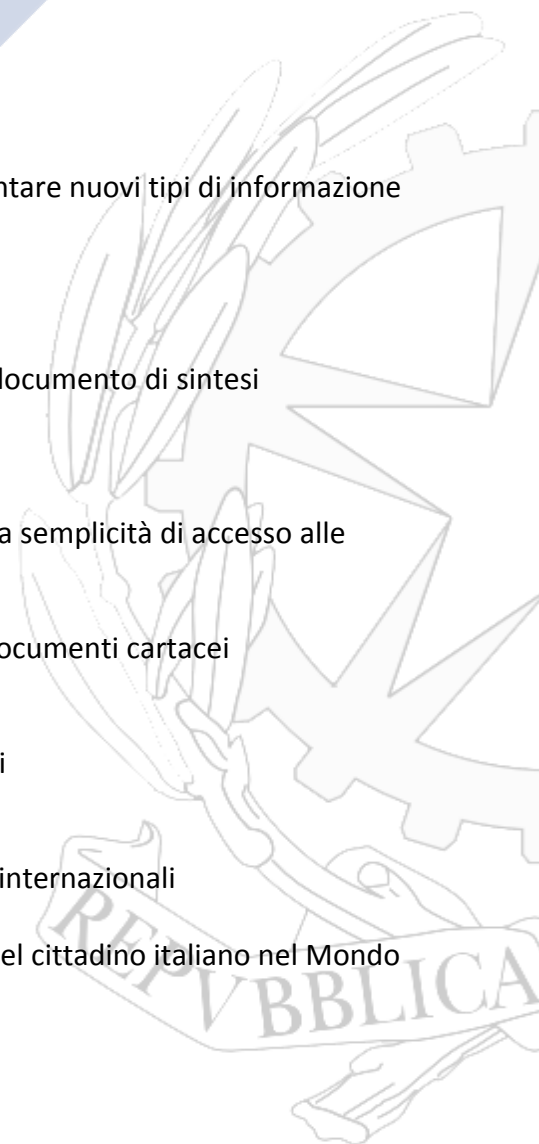 ntare nuovi tipi di informazione
documento di sintesi
a semplicità di accesso alle
ocumenti cartacei
i
internazionali
el cittadino italiano nel Mondo
REPVBBLICA